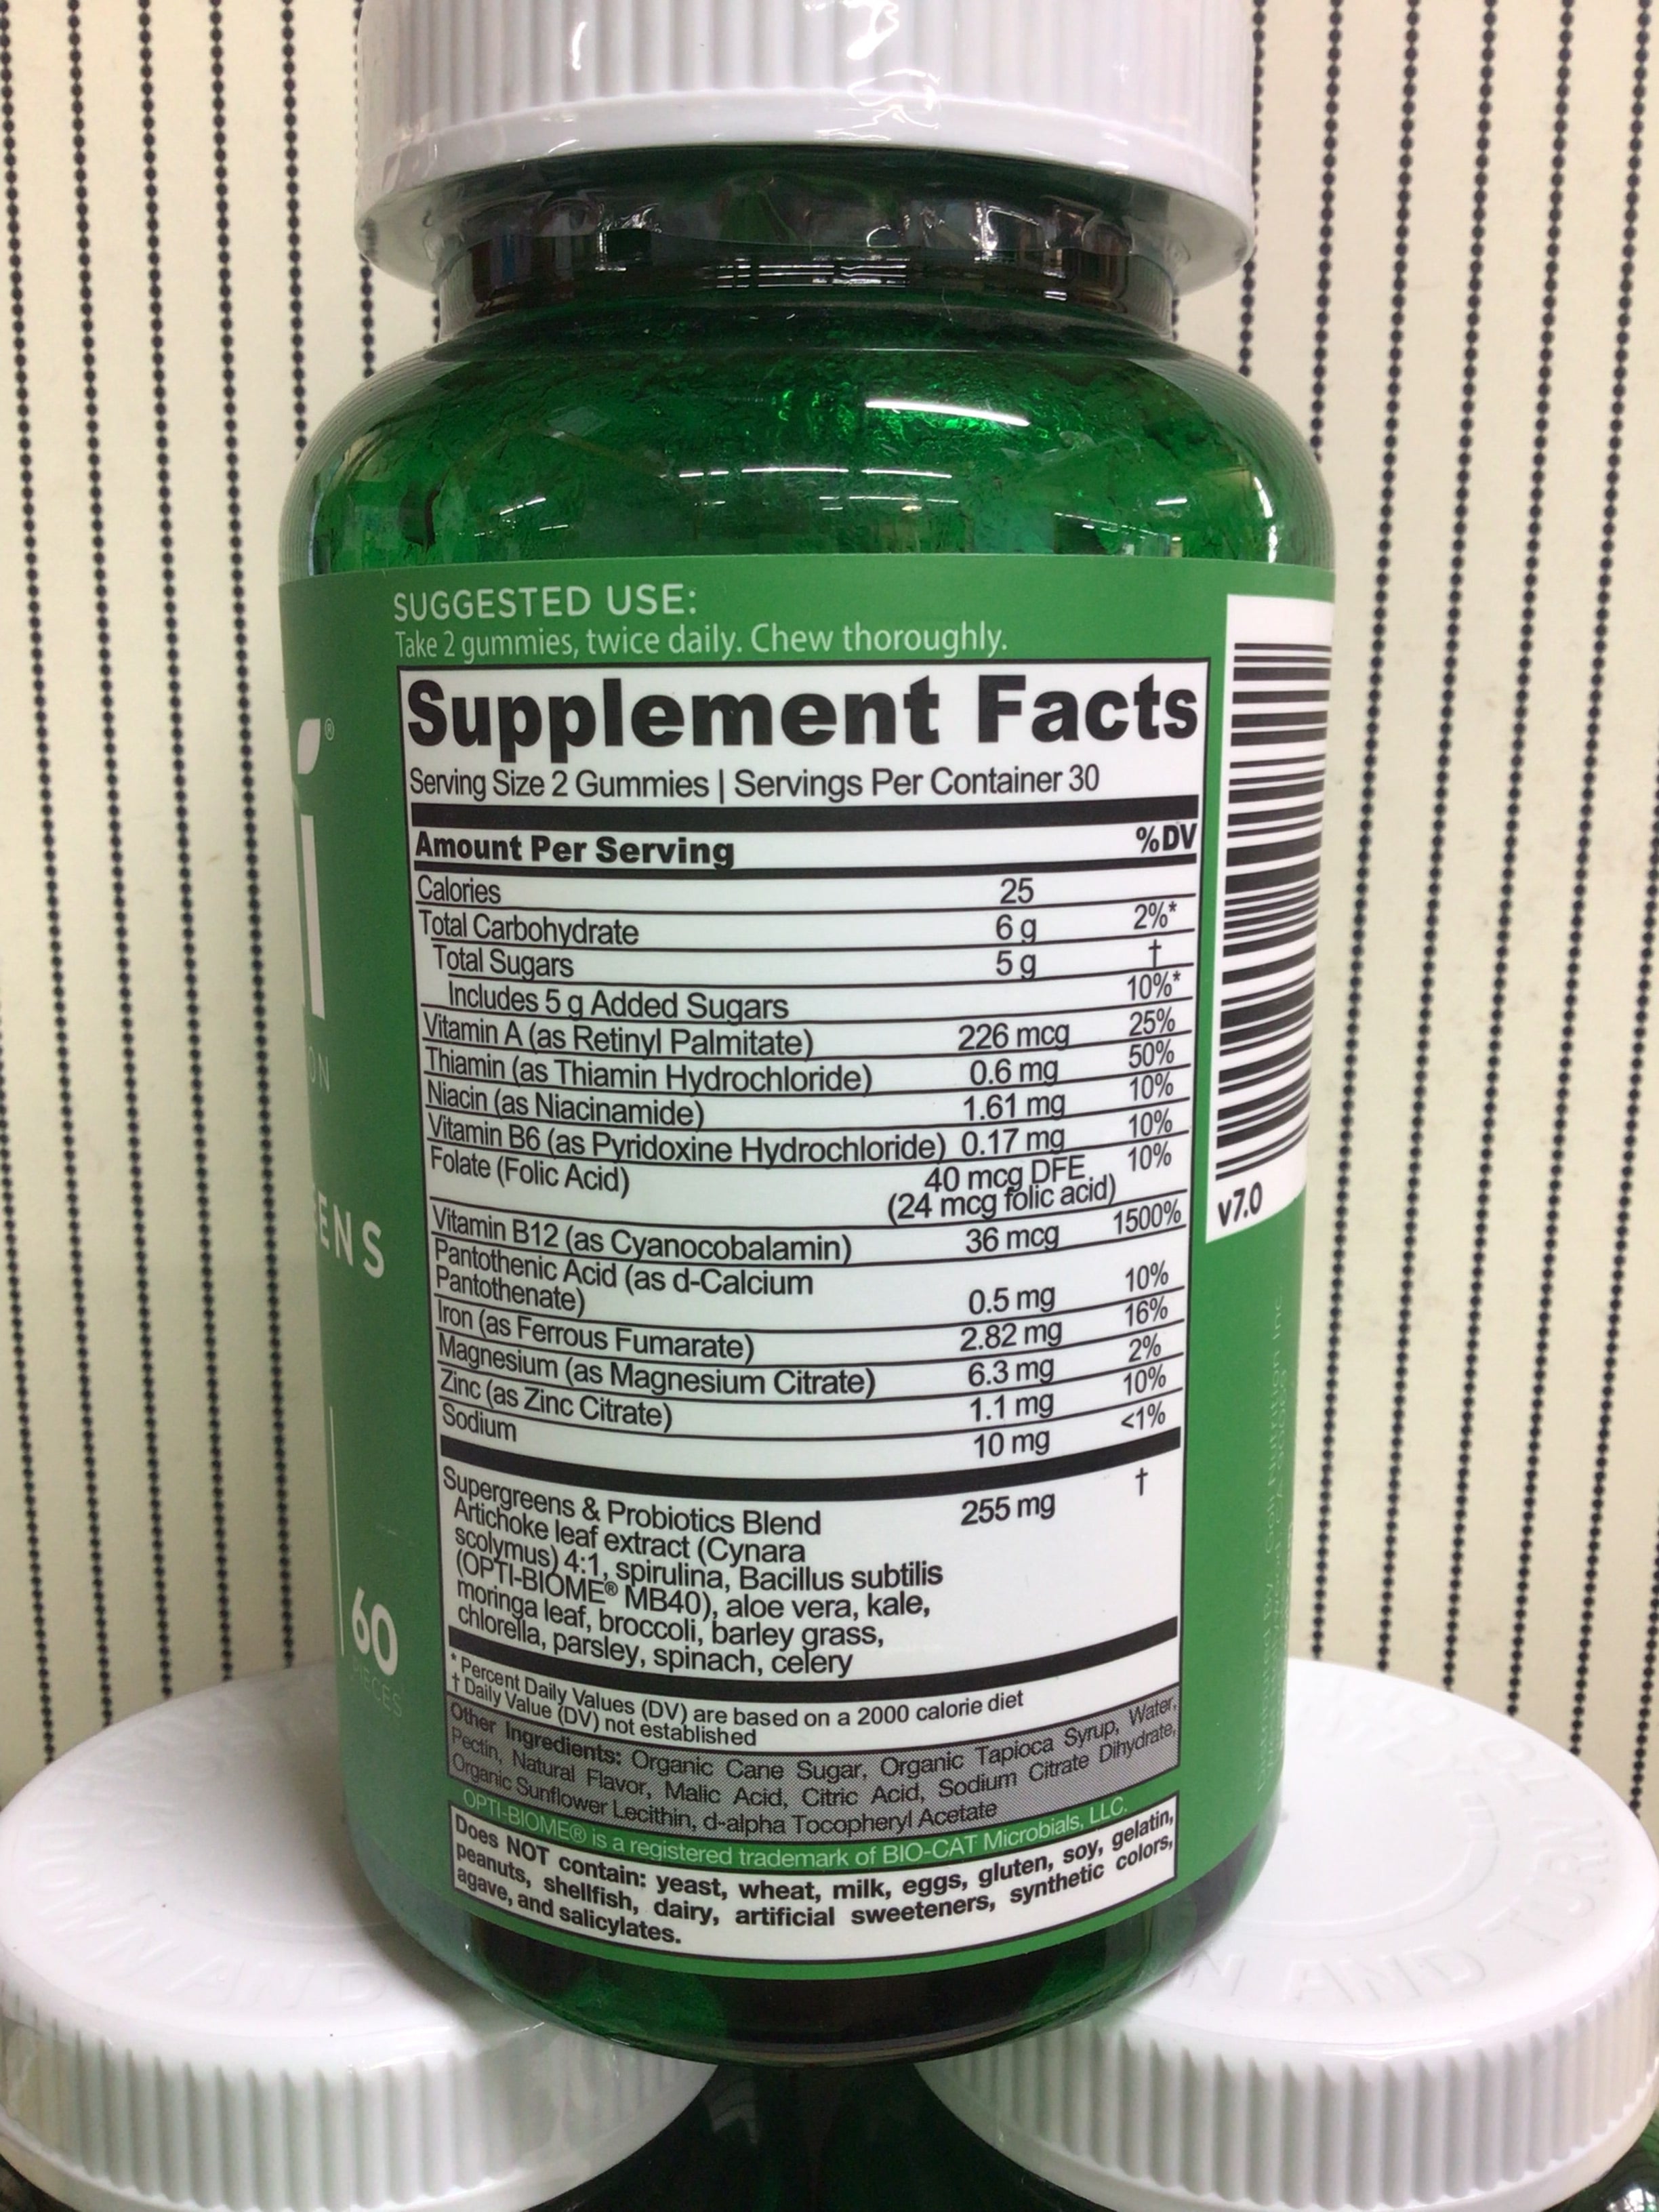 SUGGESTED USE:
Take 2 gummies, twice daily. Chew thoroughly.
Supplement Facts
Serving Size 2 Gummies | Servings Per Container 30
Amount Per Serving %DV
Calories 25
Total Carbohydrate 6 g 2%*
Total Sugars 5 g †
Includes 5 g Added Sugars 10%*
Vitamin A (as Retinyl Palmitate) 226 mcg 25%
Thiamin (as Thiamin Hydrochloride) 0.6 mg 50%
Niacin (as Niacinamide) 1.61 mg 10%
Vitamin B6 (as Pyridoxine Hydrochloride) 0.17 mg 10%
Folate (Folic Acid) 40 mcg DFE 10%
(24 mcg folic acid)
Vitamin B12 (as Cyanocobalamin) 36 mcg 1500%
Pantothenic Acid (as d-Calcium
Pantothenate) 0.5 mg 10%
Iron (as Ferrous Fumarate) 2.82 mg 16%
Magnesium (as Magnesium Citrate) 6.3 mg 2%
Zinc (as Zinc Citrate) 1.1 mg 10%
Sodium 10 mg <1%
Supergreens & Probiotics Blend 255 mg †
Artichoke leaf extract (Cynara
scolymus) 4:1, spirulina, Bacillus subtilis
(OPTI-BIOME® MB40), aloe vera, kale,
moringa leaf, broccoli, barley grass,
chlorella, parsley, spinach, celery
* Percent Daily Values (DV) are based on a 2000 calorie diet
† Daily Value (DV) not established
Other Ingredients: Organic Cane Sugar, Organic Tapioca Syrup, Water,
Pectin, Natural Flavor, Malic Acid, Citric Acid, Sodium Citrate Dihydrate,
Organic Sunflower Lecithin, d-alpha Tocopheryl Acetate
OPTI-BIOME® is a registered trademark of BIO-CAT Microbials, LLC.
Does NOT contain: yeast, wheat, milk, eggs, gluten, soy, gelatin,
peanuts, shellfish, dairy, artificial sweeteners, synthetic colors,
agave, and salicylates.
v7.0
i®
ON
ENS
60
PIECES